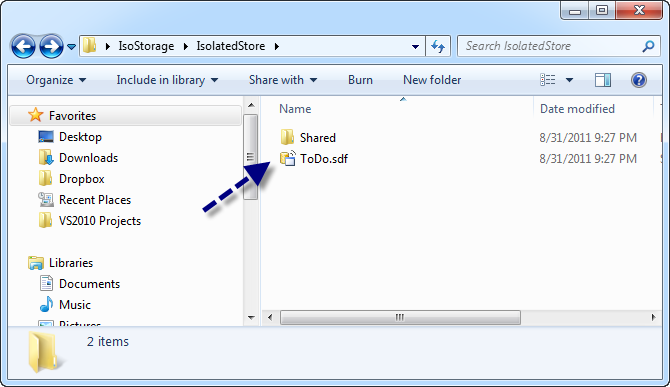 IsoStorage IsolatedStore Search IsolatedStore
Organize Include in library Share with Burn New folder
Favorites
Desktop
Downloads
Dropbox
Recent Places
VS2010 Projects
Libraries
Documents
Music
Pictures
Name Date modified
Shared 8/31/2011 9:27 PM
ToDo.sdf 8/31/2011 9:27 PM
2 items